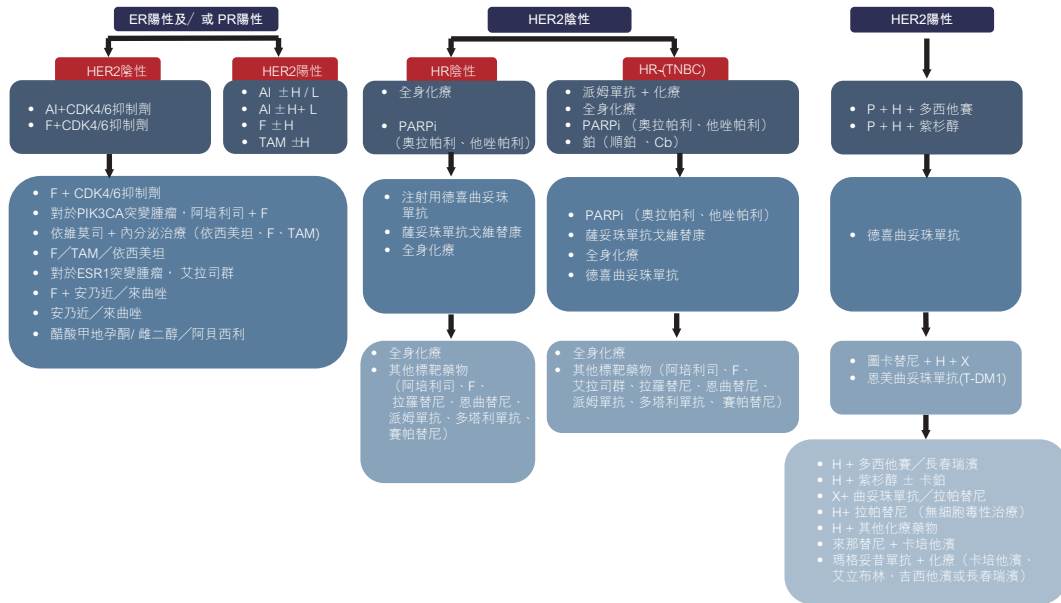 ER陽性及/ 或 PR陽性
HER2陰性
HER2陽性
AI+CDK4/6抑制劑
F+CDK4/6抑制劑
HER2陽性
AI ±H / L
AI ±H+ L
F ±H
TAM ±H
F + CDK4/6抑制劑
對於PIK3CA突變腫瘤，阿培利司 + F
依維莫司 + 內分泌治療（依西美坦、F、TAM)
F／TAM／依西美坦
對於ESR1突變腫瘤， 艾拉司群
F + 安乃近／來曲唑
安乃近／來曲唑
醋酸甲地孕酮/ 雌二醇／阿貝西利
HER2陰性
HR陰性
全身化療
PARPi
（奧拉帕利、他唑帕利）
注射用德喜曲妥珠
單抗
薩妥珠單抗戈維替康
全身化療
全身化療
其他標靶藥物
（阿培利司、F、
拉羅替尼、恩曲替尼、
派姆單抗、多塔利單抗、
賽帕替尼）
HR-(TNBC)
派姆單抗 + 化療
全身化療
PARPi （奧拉帕利、他唑帕利）
鉑（順鉑 、Cb）
PARPi （奧拉帕利、他唑帕利）
薩妥珠單抗戈維替康
全身化療
德喜曲妥珠單抗
全身化療
其他標靶藥物（阿培利司、F、
艾拉司群、拉羅替尼、恩曲替尼、
派姆單抗、多塔利單抗、 賽帕替尼）
P + H + 多西他賽
P + H + 紫杉醇
德喜曲妥珠單抗
圖卡替尼 + H + X
恩美曲妥珠單抗(T-DM1)
H + 多西他賽／長春瑞濱
H + 紫杉醇 ± 卡鉑
X+ 曲妥珠單抗／拉帕替尼
H+ 拉帕替尼 （無細胞毒性治療）
H + 其他化療藥物
來那替尼 + 卡培他濱
瑪格妥昔單抗 + 化療（卡培他濱、
艾立布林、吉西他濱或長春瑞濱）